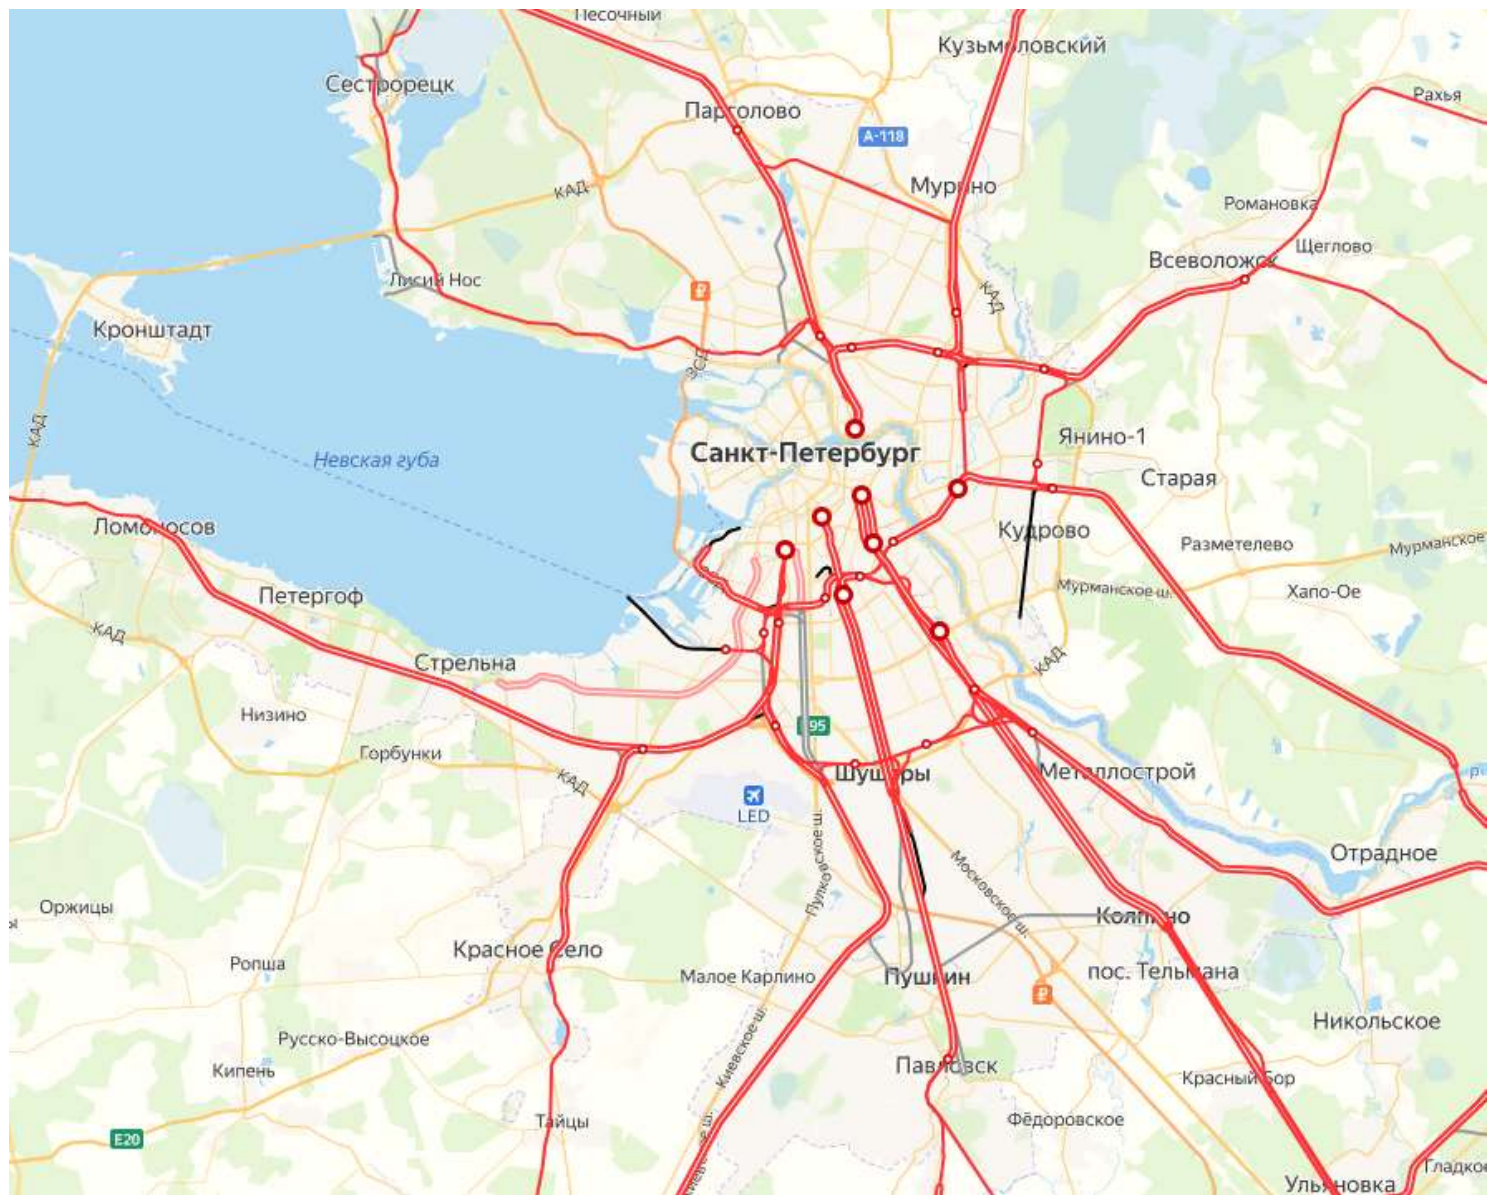 Песочный
Кузьмоловский
Сестрорецк
Рахья
Парголово
А-118
КАД
Мурино
Романовка
Щеглово
Всеволожск
Лисий Нос
КАД
Кронштадт
ЗСД
КАД
Янино-1
Санкт-Петербург
Невская губа
Старая
Ломоносов
Кудрово
Разметелево
Мурманское
Петергоф
Мурманское ш.
Хапо-Ое
КАД
Стрельна
КАД
Низино
95
Горбунки
Шушары
Металлострой
КАД
LED
Пулковское ш.
Отрадное
Московское ш.
Оржицы
ы
Колпино
Красное Село
Ропша
Малое Карлино
Пушкин
пос. Тельмана
Никольское
Русско-Высоцкое
Киевское ш.
Кипень
Павловск
Красный Бор
Тайцы
Фёдоровское
E20
Гладкое
Ульяновка